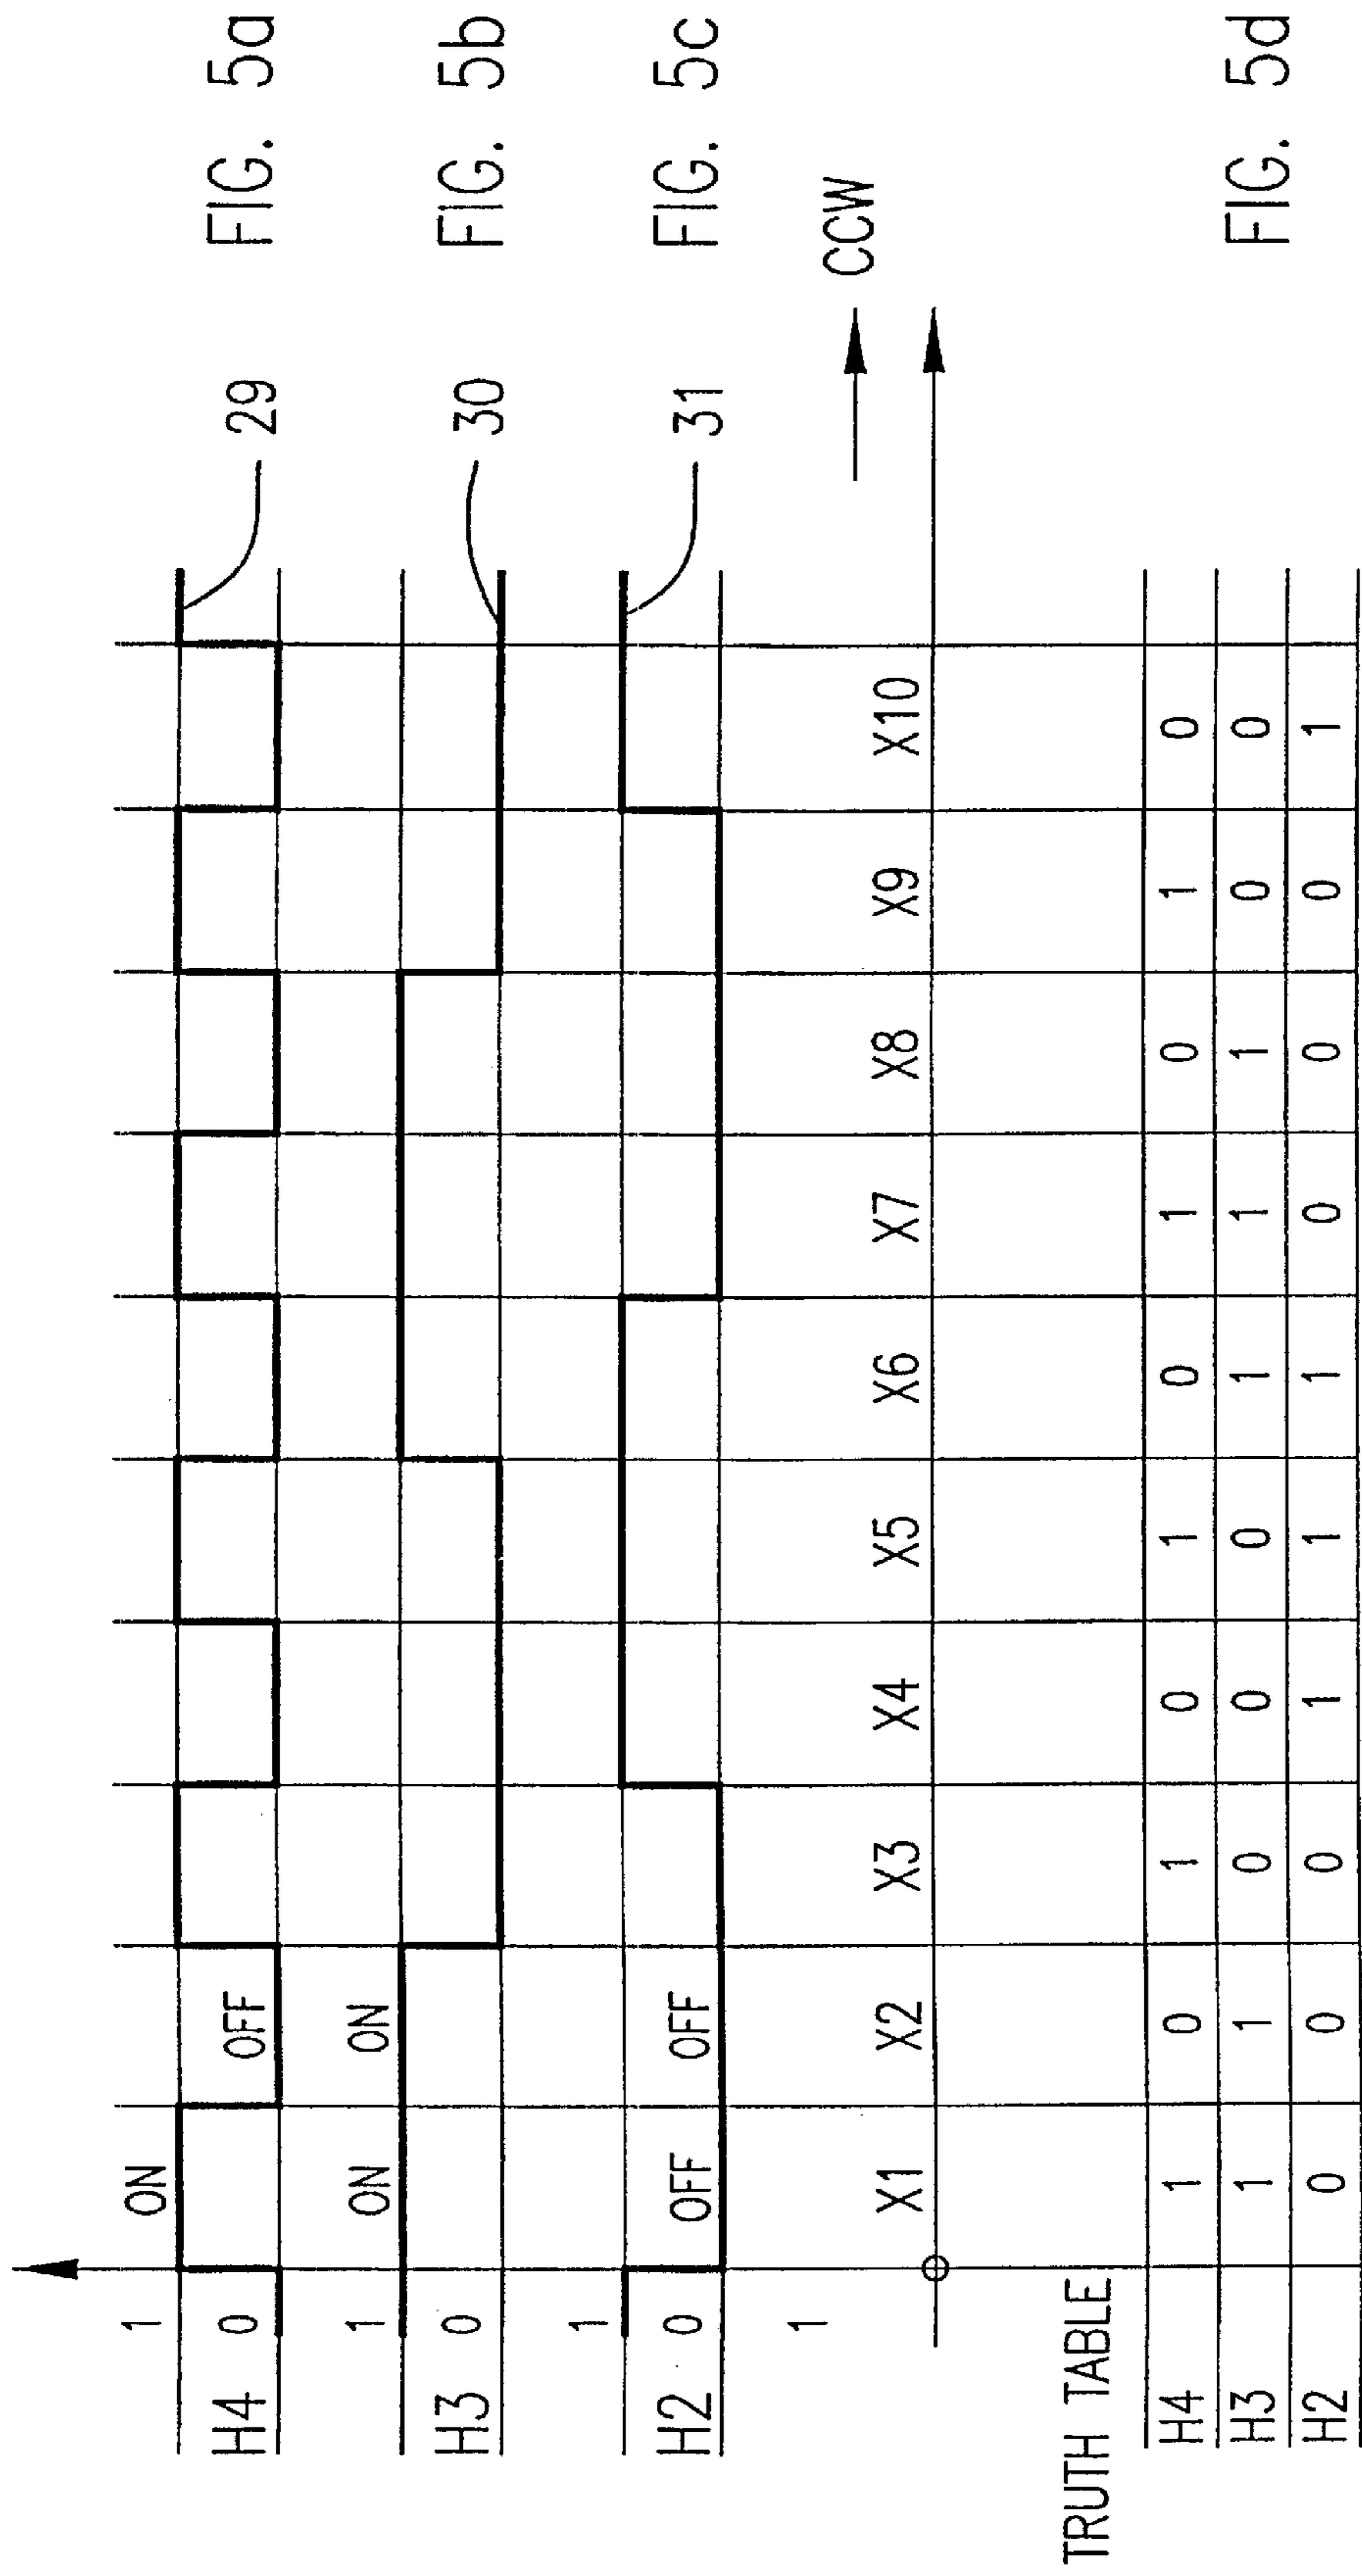 ON
1
OFF
H4 0
29
FIG. 5a
1 ON ON
H3 0
30
FIG. 5b
1
H2 0 OFF OFF
31
FIG. 5c
1
CCW
X1 X2 X3 X4 X5 X6 X7 X8 X9 X10
TRUTH TABLE
H4 1 0 1 0 1 0 1 0 1 0
H3 1 1 0 0 0 1 1 1 0 0
H2 0 0 0 1 1 1 0 0 0 1
FIG. 5d